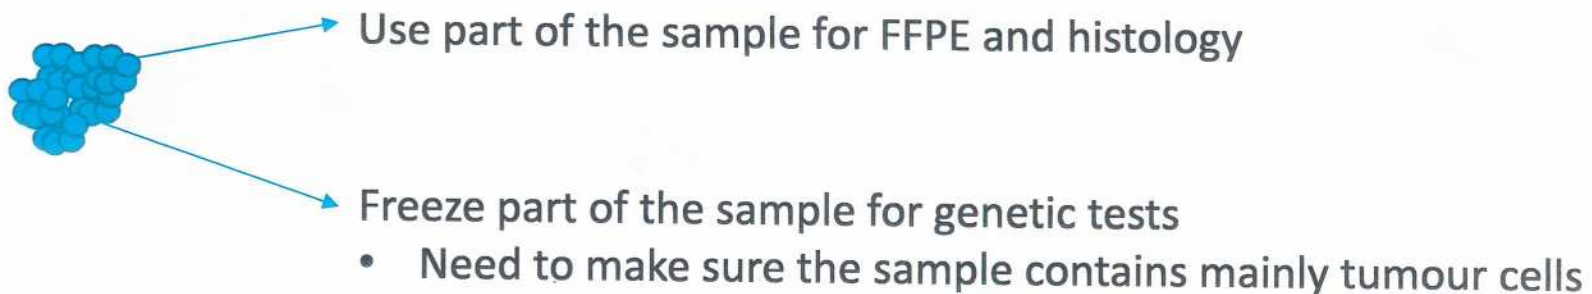 Use part of the sample for FFPE and histology
Freeze part of the sample for genetic tests
• Need to make sure the sample contains mainly tumour cells